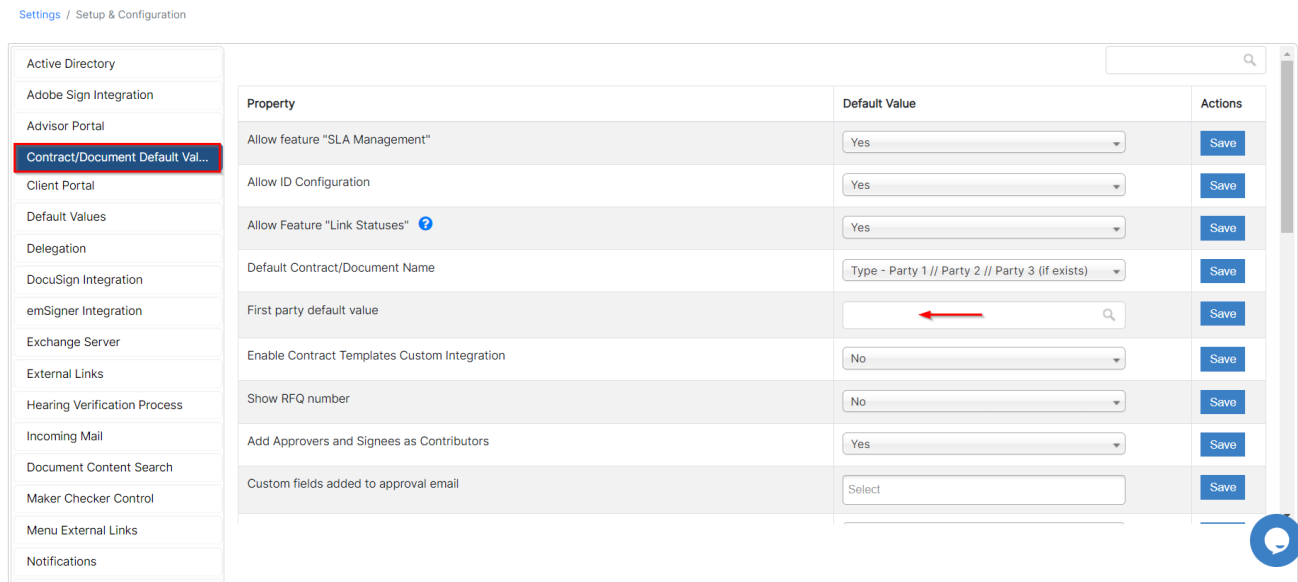 Settings / Setup & Configuration
Active Directory
Adobe Sign Integration
Advisor Portal
Contract/Document Default Val...
Client Portal
Default Values
Delegation
DocuSign Integration
emSigner Integration
Exchange Server
External Links
Hearing Verification Process
Incoming Mail
Document Content Search
Maker Checker Control
Menu External Links
Notifications
Property Default Value Actions
Allow feature "SLA Management" Yes Save
Allow ID Configuration Yes Save
Allow Feature "Link Statuses" ? Yes Save
Default Contract/Document Name Type - Party 1 // Party 2 // Party 3 (if exists) Save
First party default value Save
Enable Contract Templates Custom Integration No Save
Show RFQ number No Save
Add Approvers and Signees as Contributors Yes Save
Custom fields added to approval email Select Save